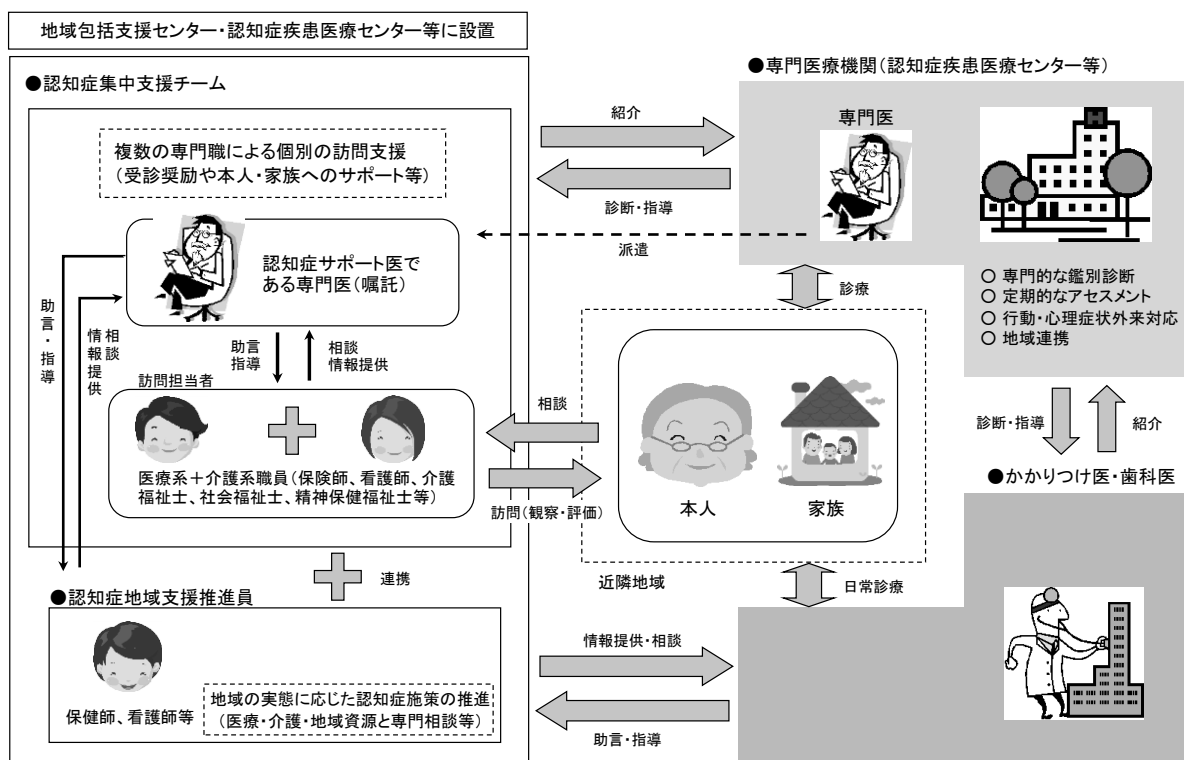 地域包括支援センター・認知症疾患医療センター等に設置
●認知症集中支援チーム
複数の専門職による個別の訪問支援
(受診奨励や本人・家族へのサポート等)
認知症サポート医で
ある専門医(嘱託)
助言・指導
相談
情報提供
助言
指導
相談
情報提供
訪問担当者
医療系+介護系職員(保険師、看護師、介護
福祉士、社会福祉士、精神保健福祉士等)
連携
●認知症地域支援推進員
保健師、看護師等
地域の実態に応じた認知症施策の推進
(医療・介護・地域資源と専門相談等)
紹介
診断・指導
派遣
相談
訪問(観察・評価)
本人
家族
近隣地域
診療
日常診療
情報提供・相談
助言・指導
●専門医療機関(認知症疾患医療センター等)
専門医
H
○ 専門的な鑑別診断
○ 定期的なアセスメント
○ 行動・心理症状外来対応
○ 地域連携
診断・指導
紹介
●かかりつけ医・歯科医